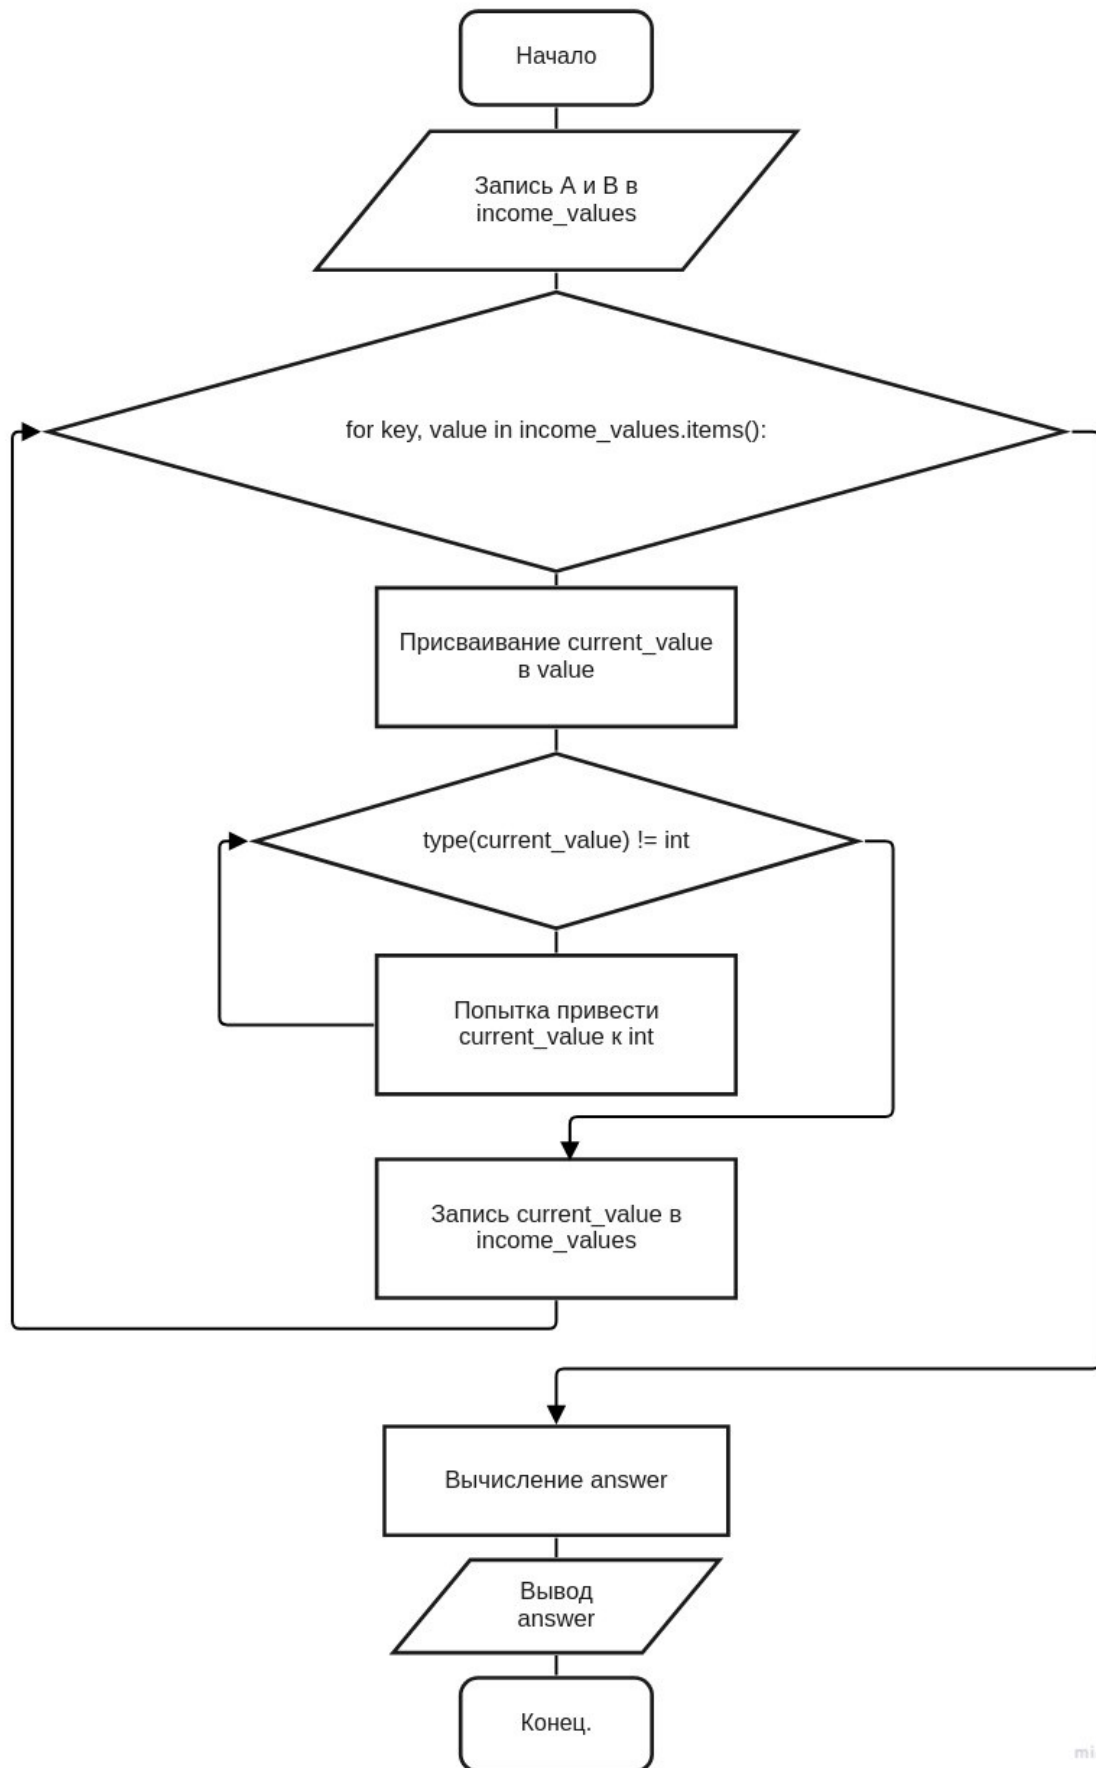 Начало
Запись А и В в
income_values
for key, value in income_values.items():
Присваивание current_value
в value
type(current_value) != int
Попытка привести
current_value к int
Запись current_value в
income_values
Вычисление answer
Вывод
answer
Конец.